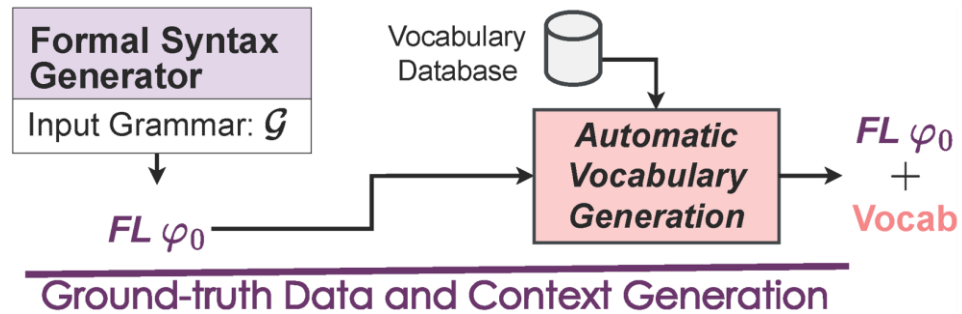 Formal Syntax
Generator
Input Grammar: 𝒢
FL φ₀
Vocabulary
Database
Automatic
Vocabulary
Generation
FL φ₀
+
Vocab
Ground-truth Data and Context Generation